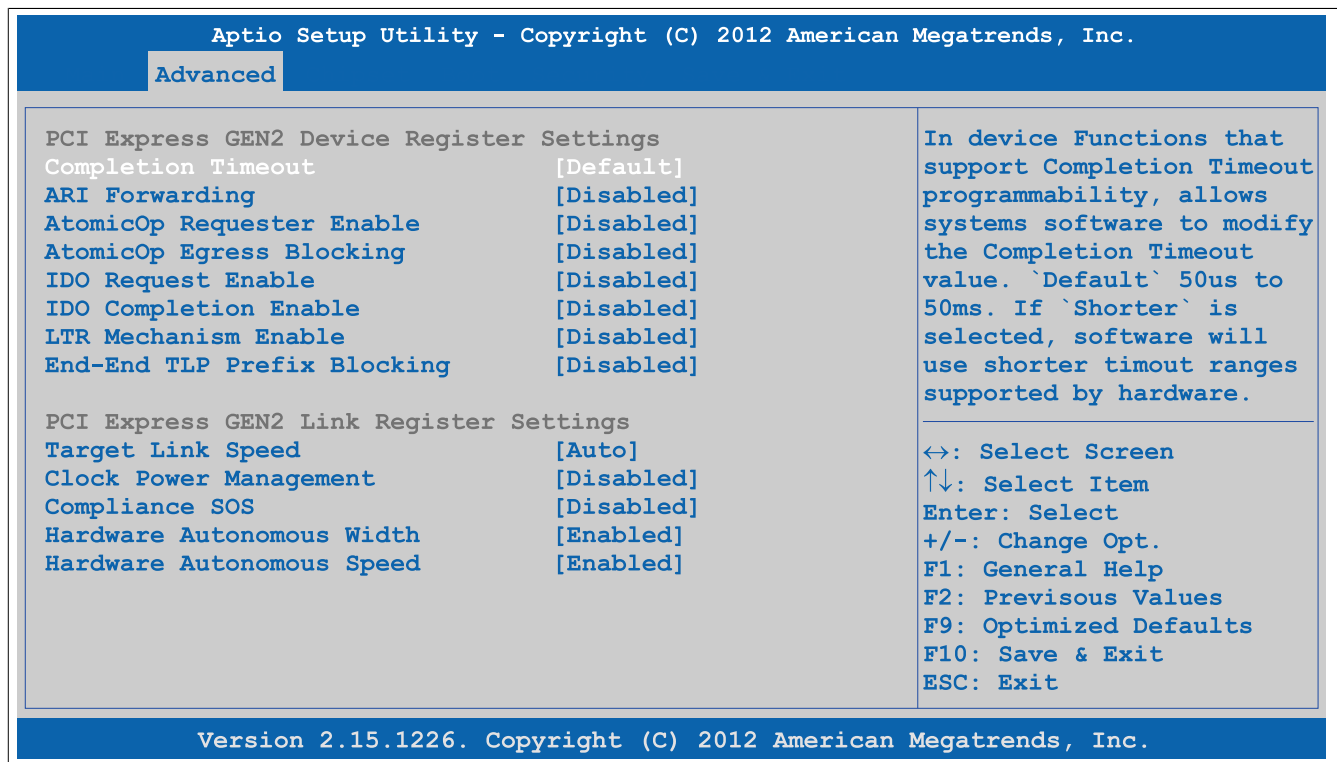 Aptio Setup Utility - Copyright (C) 2012 American Megatrends, Inc.
Advanced
PCI Express GEN2 Device Register Settings
Completion Timeout [Default]
ARI Forwarding [Disabled]
AtomicOp Requester Enable [Disabled]
AtomicOp Egress Blocking [Disabled]
IDO Request Enable [Disabled]
IDO Completion Enable [Disabled]
LTR Mechanism Enable [Disabled]
End-End TLP Prefix Blocking [Disabled]
PCI Express GEN2 Link Register Settings
Target Link Speed [Auto]
Clock Power Management [Disabled]
Compliance SOS [Disabled]
Hardware Autonomous Width [Enabled]
Hardware Autonomous Speed [Enabled]
In device Functions that
support Completion Timeout
programmability, allows
systems software to modify
the Completion Timeout
value. `Default` 50us to
50ms. If `Shorter` is
selected, software will
use shorter timout ranges
supported by hardware.
↔: Select Screen
↑↓: Select Item
Enter: Select
+/-: Change Opt.
F1: General Help
F2: Previsous Values
F9: Optimized Defaults
F10: Save & Exit
ESC: Exit
Version 2.15.1226. Copyright (C) 2012 American Megatrends, Inc.